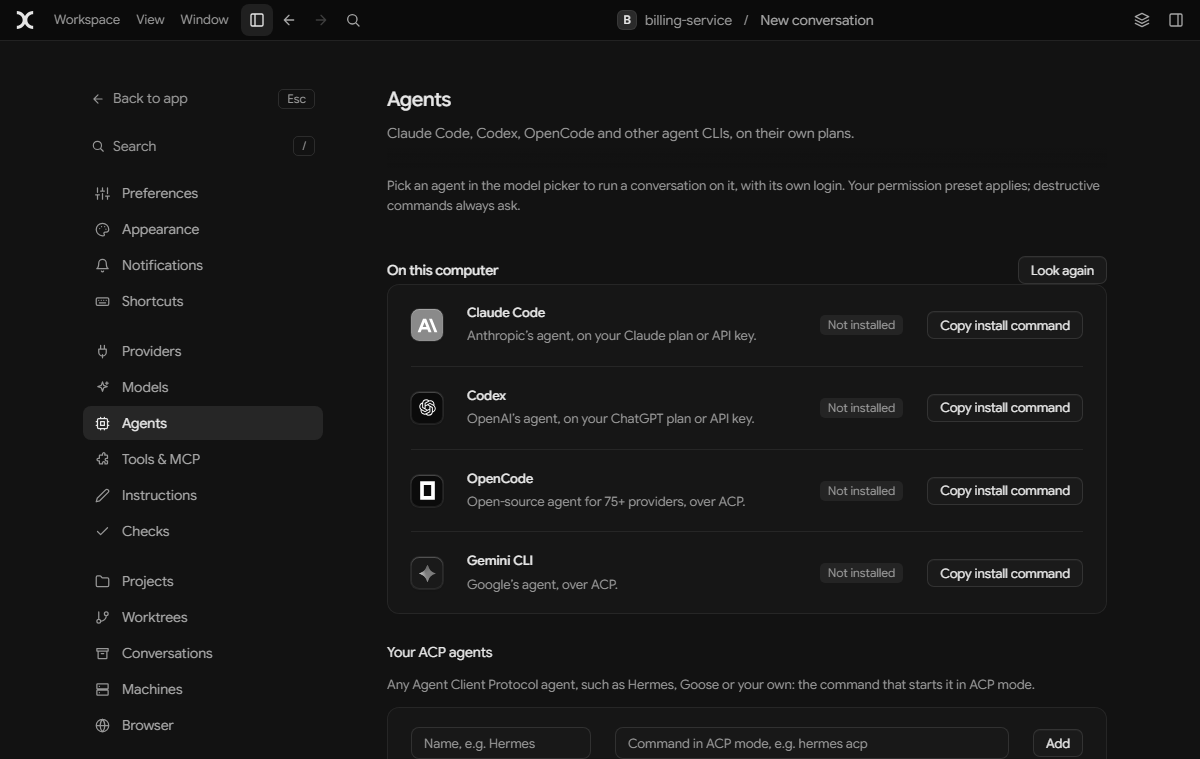 Workspace View Window
B billing-service / New conversation
Back to app Esc
Search /
Preferences
Appearance
Notifications
Shortcuts
Providers
Models
Agents
Tools & MCP
Instructions
Checks
Projects
Worktrees
Conversations
Machines
Browser
Agents
Claude Code, Codex, OpenCode and other agent CLIs, on their own plans.
Pick an agent in the model picker to run a conversation on it, with its own login. Your permission preset applies; destructive
commands always ask.
On this computer Look again
Claude Code
Anthropic's agent, on your Claude plan or API key.
Not installed Copy install command
Codex
OpenAI's agent, on your ChatGPT plan or API key.
Not installed Copy install command
OpenCode
Open-source agent for 75+ providers, over ACP.
Not installed Copy install command
Gemini CLI
Google's agent, over ACP.
Not installed Copy install command
Your ACP agents
Any Agent Client Protocol agent, such as Hermes, Goose or your own: the command that starts it in ACP mode.
Name, e.g. Hermes Command in ACP mode, e.g. hermes acp Add